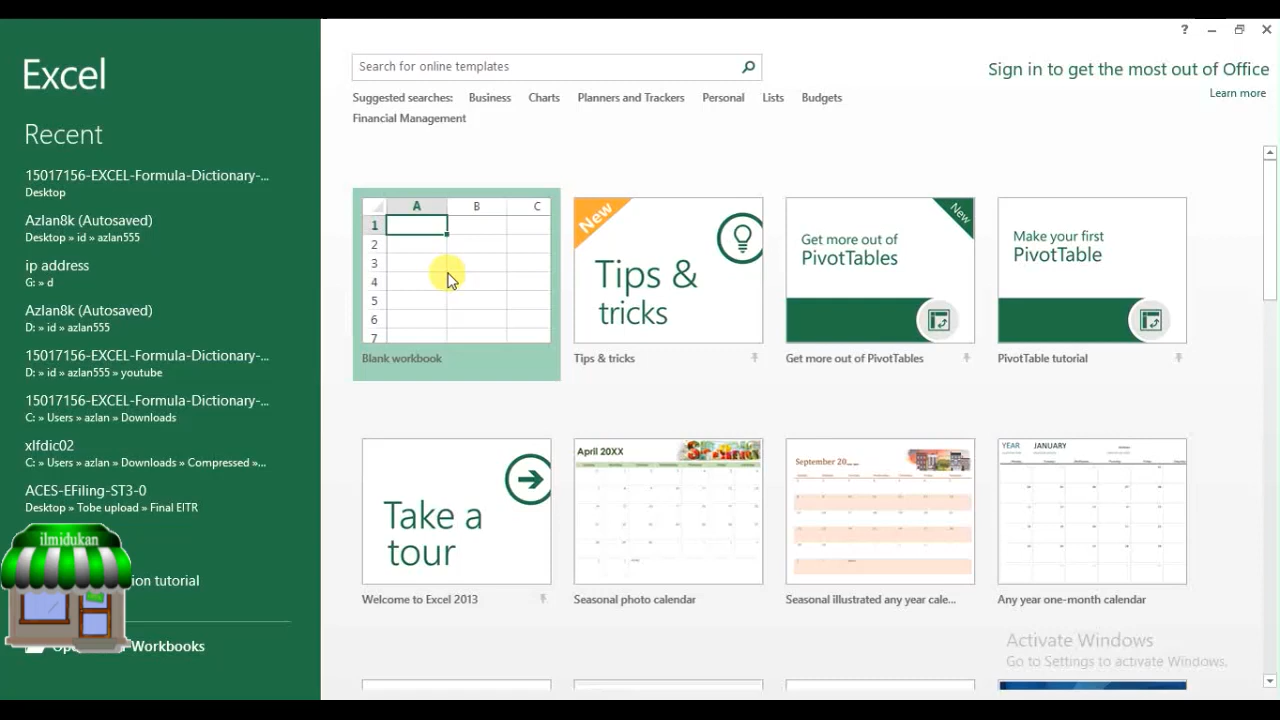 Excel
Recent
15017156-EXCEL-Formula-Dictionary-...
Desktop
Azlan8k (Autosaved)
Desktop » id » azlan555
ip address
G: » d
Azlan8k (Autosaved)
D: » id » azlan555
15017156-EXCEL-Formula-Dictionary-...
D: » id » azlan555 » youtube
15017156-EXCEL-Formula-Dictionary-...
C: » Users » azlan » Downloads
xlfdic02
C: » Users » azlan » Downloads » Compressed »...
ACES-EFiling-ST3-0
Desktop » Tobe upload » Final EITR
ilmidukan
ion tutorial
Workbooks
?
Sign in to get the most out of Office
Learn more
Search for online templates
Suggested searches: Business Charts Planners and Trackers Personal Lists Budgets
Financial Management
A B C
1
2
3
4
5
6
7
Blank workbook
New
Tips &
tricks
Tips & tricks
New
Get more out of
PivotTables
Get more out of PivotTables
Make your first
PivotTable
PivotTable tutorial
Take a
tour
Welcome to Excel 2013
April 20XX
Seasonal photo calendar
September 20
Seasonal illustrated any year cale...
YEAR JANUARY
Any year one-month calendar
Activate Windows
Go to Settings to activate Windows.